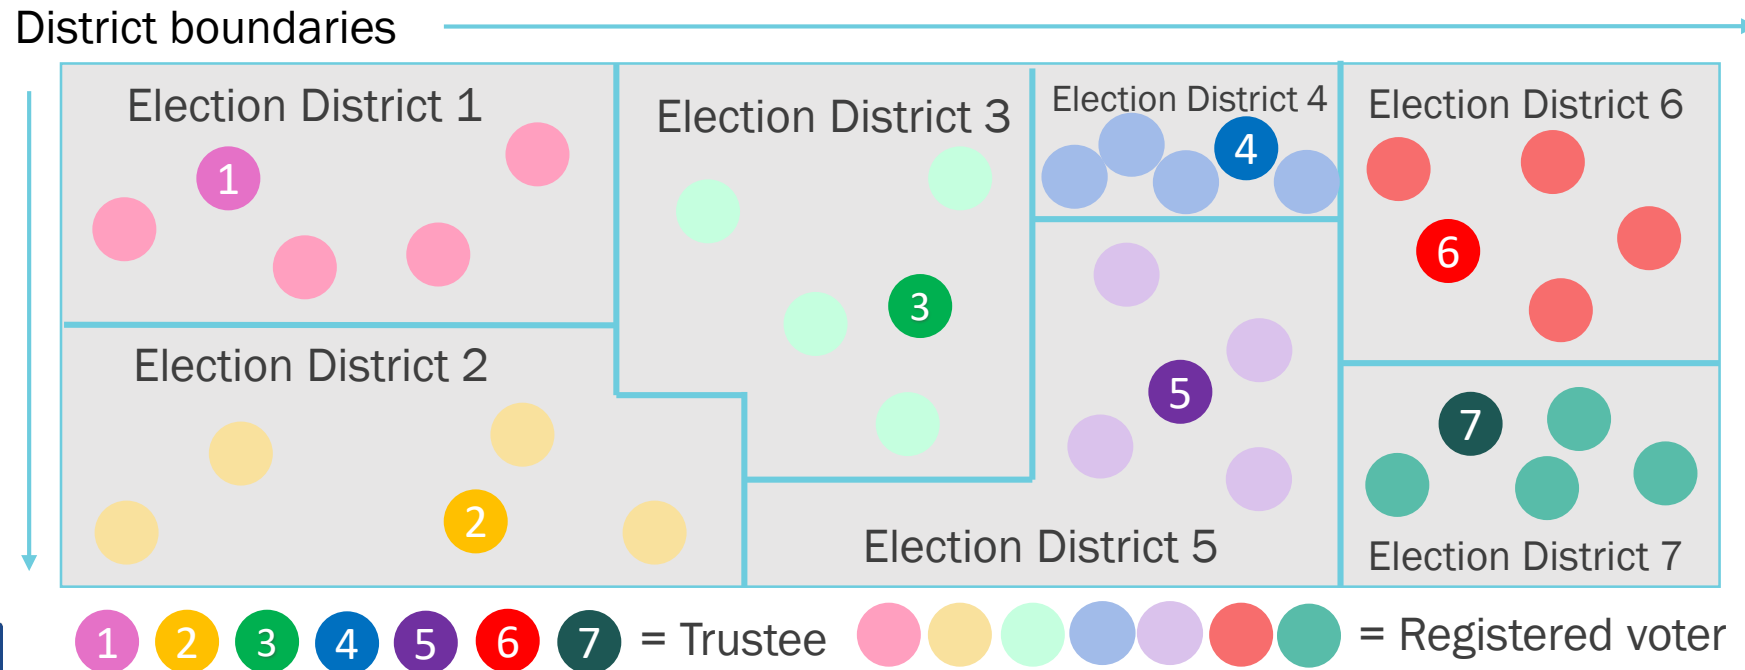 District boundaries
Election District 1
1
Election District 2
2
Election District 3
3
Election District 4
4
5
Election District 5
Election District 6
6
7
Election District 7
1 2 3 4 5 6 7 = Trustee = Registered voter